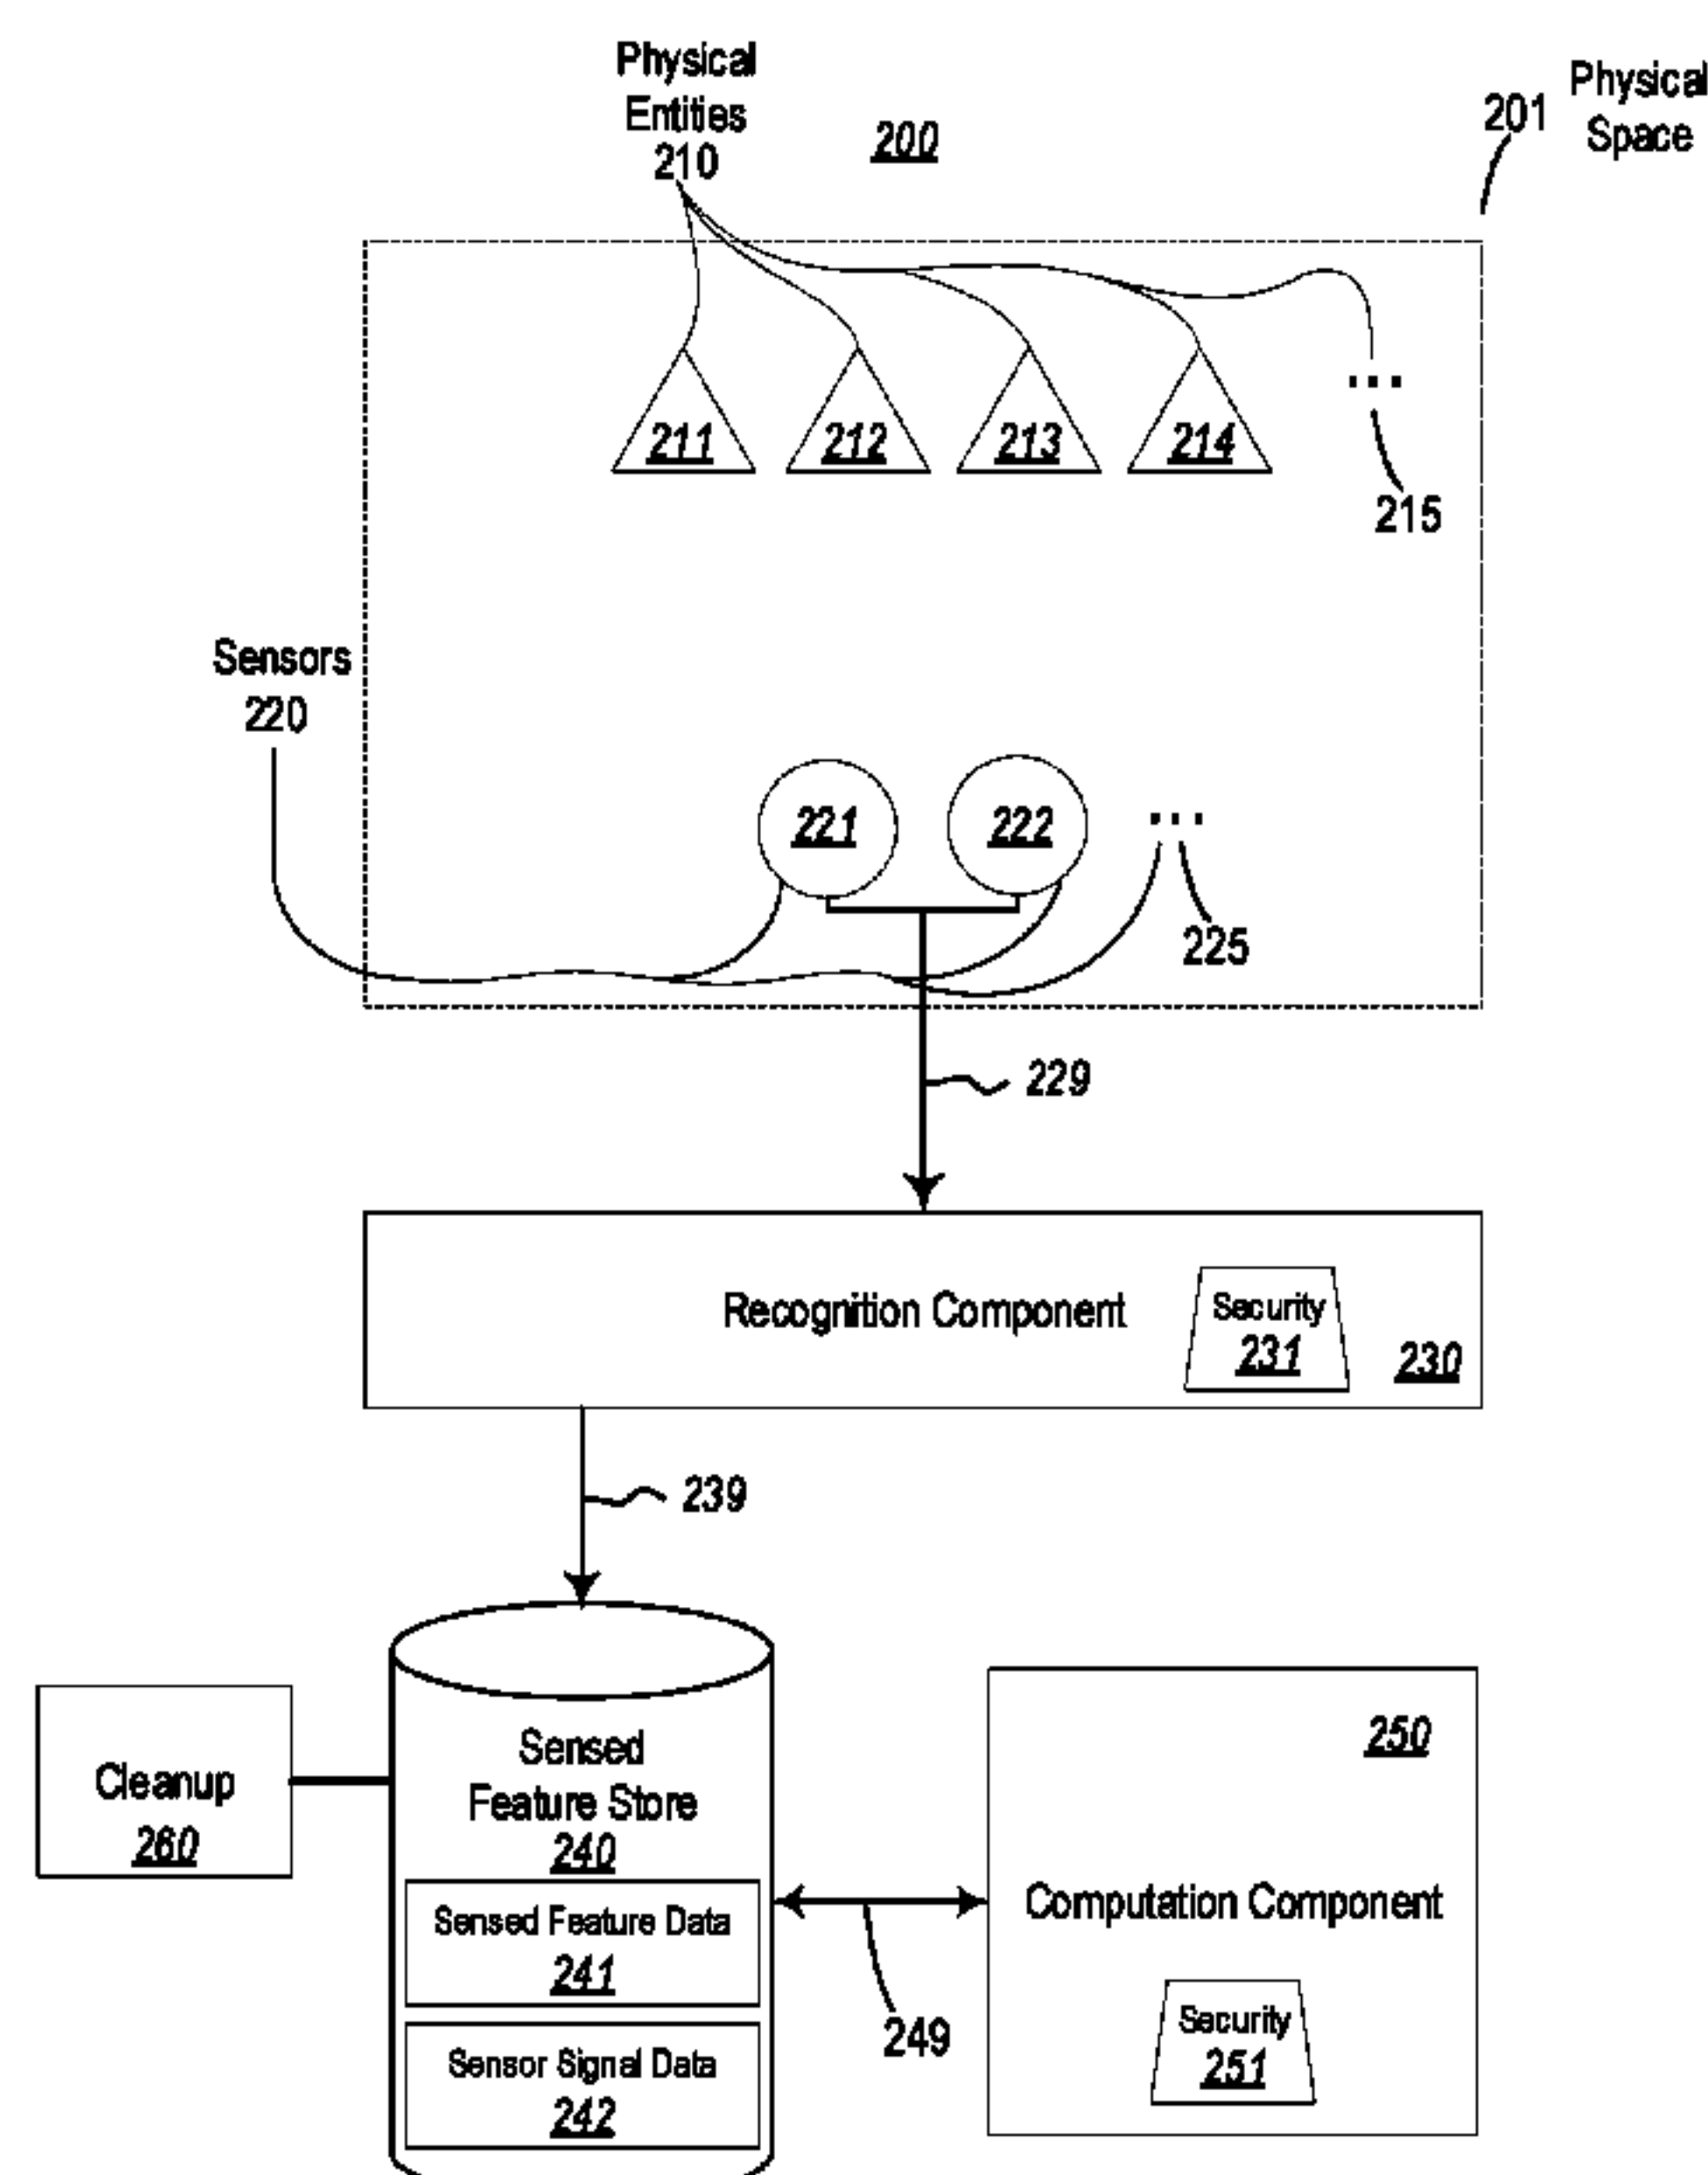 Physical
Entities
210
200
201
Physical
Space
211
212
213
214
215
Sensors
220
221
222
225
229
Recognition Component
Security
231
230
239
Cleanup
260
Sensed
Feature Store
240
Sensed Feature Data
241
Sensor Signal Data
242
249
250
Computation Component
Security
251